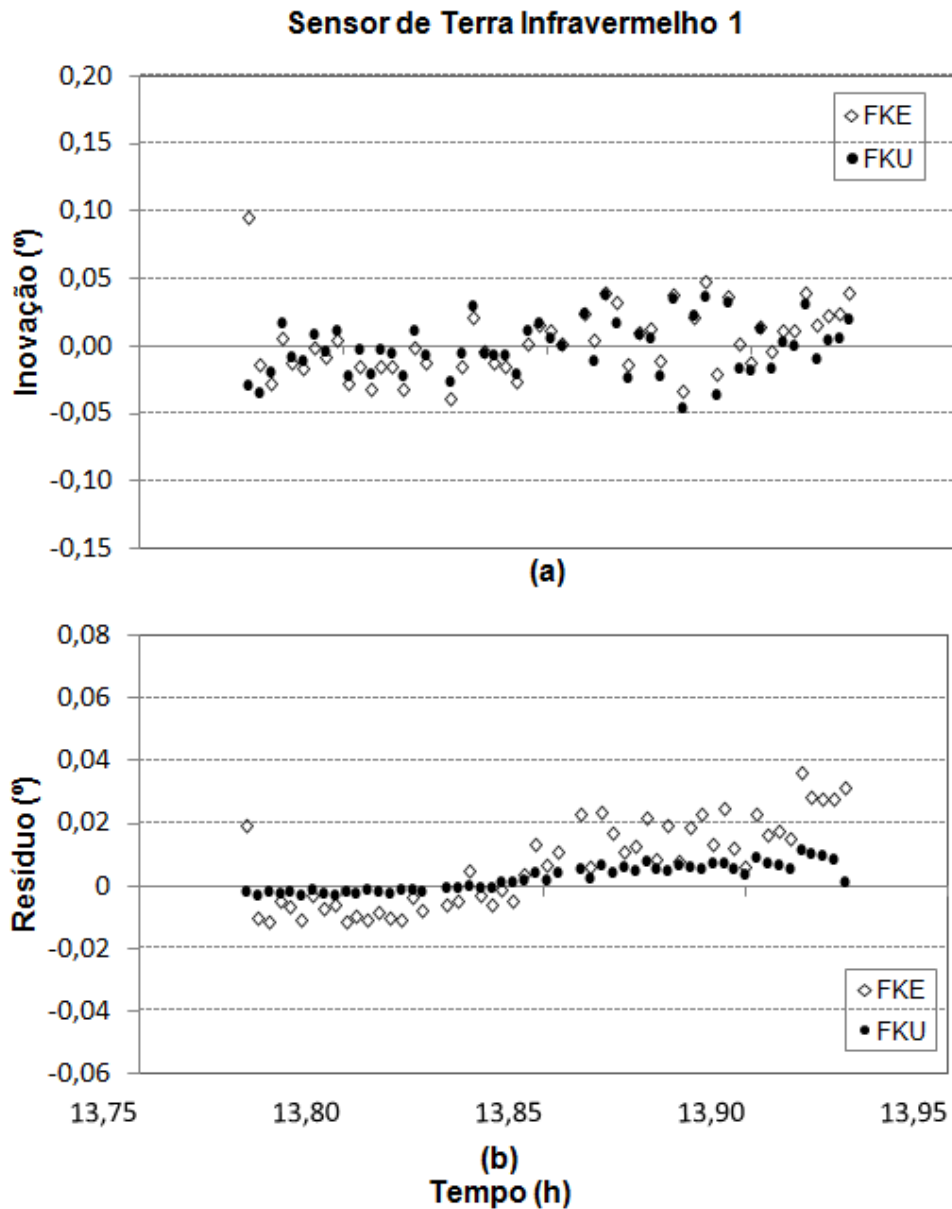 Sensor de Terra Infravermelho 1
0,20
0,15
0,10
0,05
0,00
-0,05
-0,10
-0,15
Inovação (º)
FKE
FKU
(a)
0,08
0,06
0,04
0,02
0
-0,02
-0,04
-0,06
Resíduo (º)
FKE
FKU
13,75 13,80 13,85 13,90 13,95
(b)
Tempo (h)